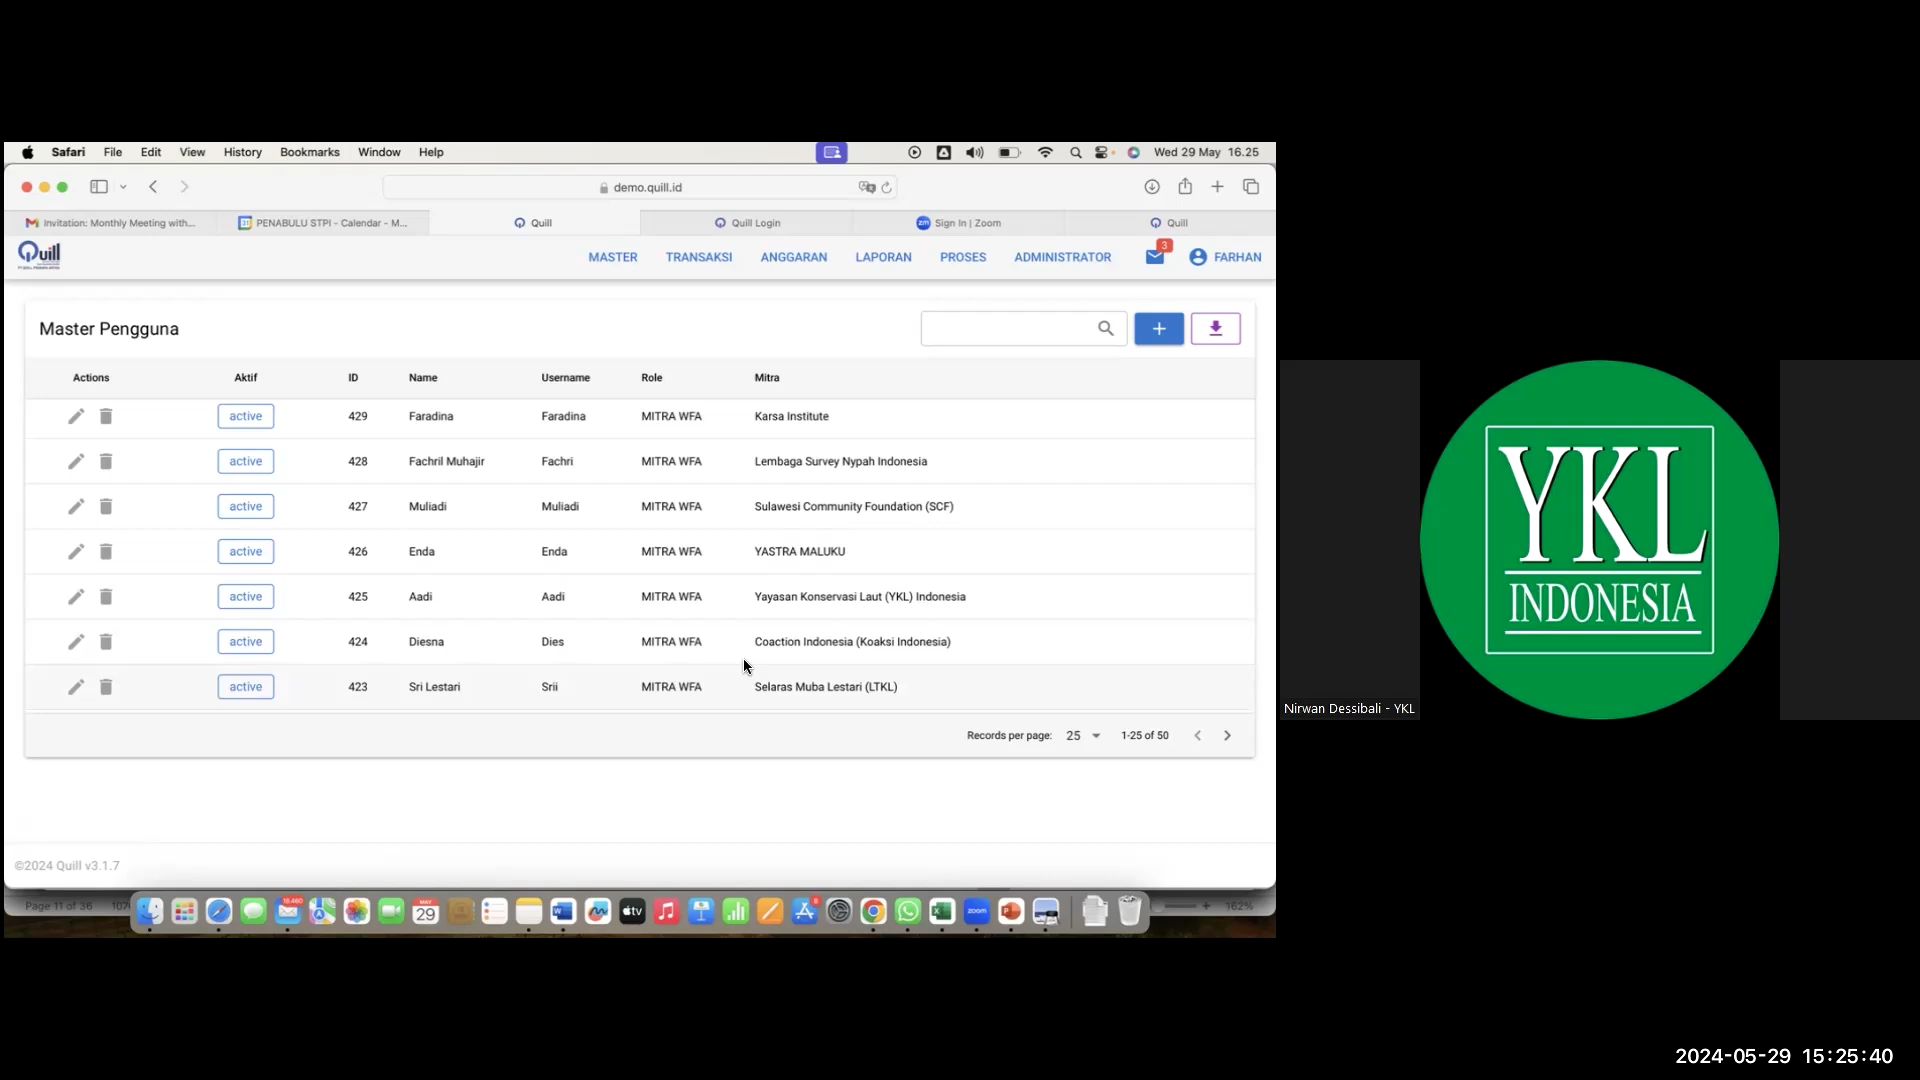 Safari File Edit View History Bookmarks Window Help Wed 29 May 16.25
demo.quill.id
Invitation: Monthly Meeting with... PENABULU STPI - Calendar - M... Quill Quill Login Sign In | Zoom Quill
Quill MASTER TRANSAKSI ANGGARAN LAPORAN PROSES ADMINISTRATOR 3 FARHAN
Master Pengguna
Actions Aktif ID Name Username Role Mitra
active 429 Faradina Faradina MITRA WFA Karsa Institute
active 428 Fachril Muhajir Fachri MITRA WFA Lembaga Survey Nypah Indonesia
active 427 Muliadi Muliadi MITRA WFA Sulawesi Community Foundation (SCF)
active 426 Enda Enda MITRA WFA YASTRA MALUKU
active 425 Aadi Aadi MITRA WFA Yayasan Konservasi Laut (YKL) Indonesia
active 424 Diesna Dies MITRA WFA Coaction Indonesia (Koaksi Indonesia)
active 423 Sri Lestari Srii MITRA WFA Selaras Muba Lestari (LTKL)
Records per page: 25 1-25 of 50
©2024 Quill v3.1.7
Page 11 of 36 162%
MAY
29
tv
zoom
YKL
INDONESIA
Nirwan Dessibali - YKL
2024-05-29 15:25:40